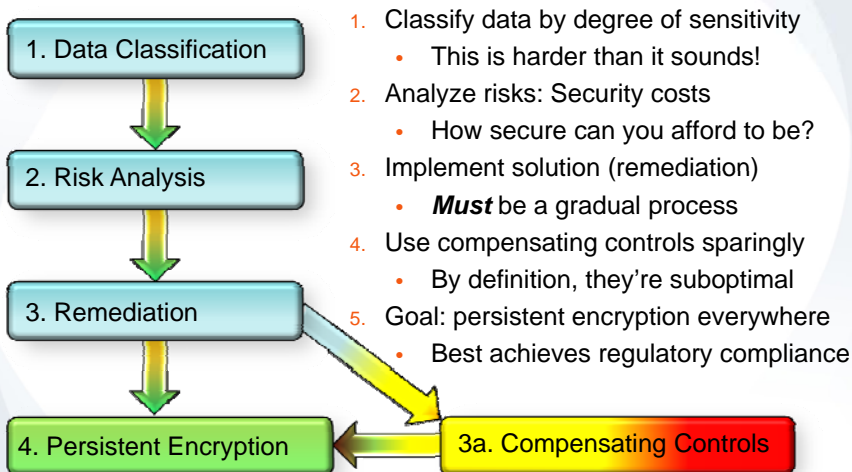 1. Data Classification
2. Risk Analysis
3. Remediation
4. Persistent Encryption
3a. Compensating Controls
1. Classify data by degree of sensitivity
• This is harder than it sounds!
2. Analyze risks: Security costs
• How secure can you afford to be?
3. Implement solution (remediation)
• Must be a gradual process
4. Use compensating controls sparingly
• By definition, they're suboptimal
5. Goal: persistent encryption everywhere
• Best achieves regulatory compliance